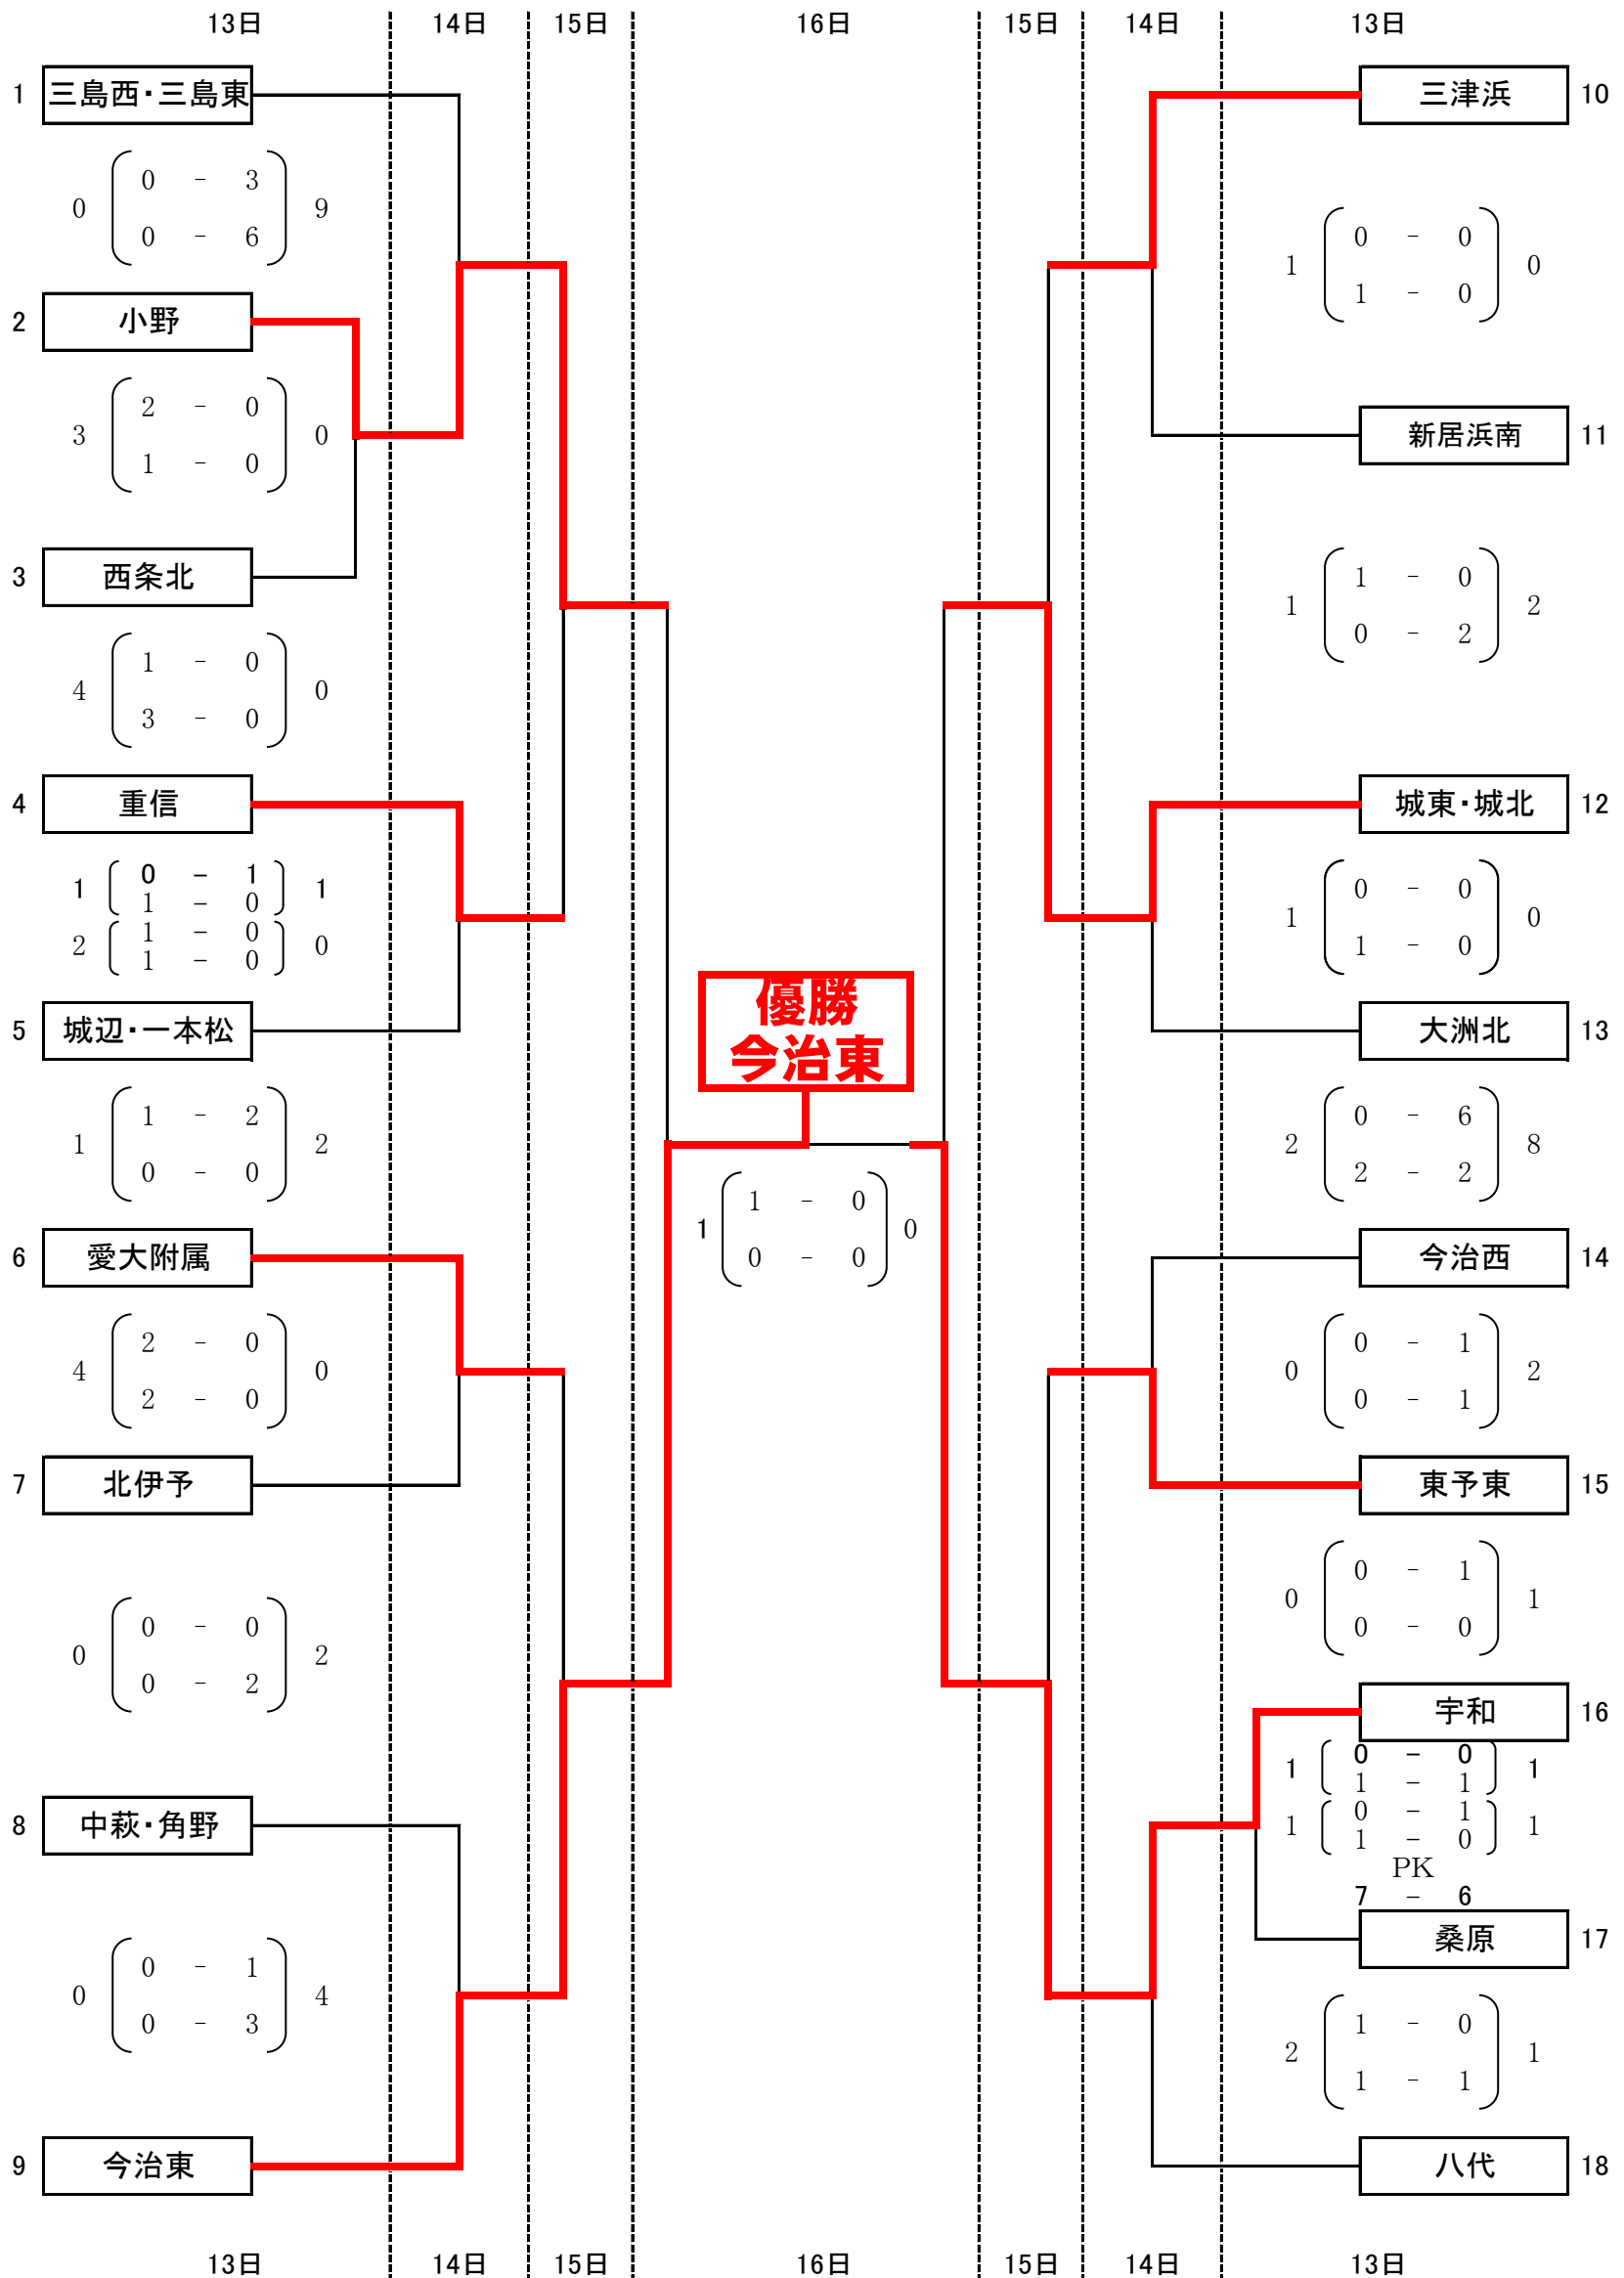 13日 14日 15日 16日 15日 14日 13日
1 三島西・三島東
0 - 3
0 9
0 - 6
2 小野
2 - 0
3 0
1 - 0
3 西条北
1 - 0
4 0
3 - 0
4 重信
0 - 1
1 1
1 - 0
1 - 0
2 0
1 - 0
5 城辺・一本松
1 - 2
1 2
0 - 0
6 愛大附属
2 - 0
4 0
2 - 0
7 北伊予
0 - 0
0 2
0 - 2
8 中萩・角野
0 - 1
0 4
0 - 3
9 今治東
優勝
今治東
1 - 0
1 0
0 - 0
三津浜 10
0 - 0
1 0
1 - 0
新居浜南 11
1 - 0
1 2
0 - 2
城東・城北 12
0 - 0
1 0
1 - 0
大洲北 13
0 - 6
2 8
2 - 2
今治西 14
0 - 1
0 2
0 - 1
東予東 15
0 - 1
0 1
0 - 0
宇和 16
0 - 0
1 1
1 - 1
0 - 1
1 1
1 - 0
PK
7 - 6
桑原 17
1 - 0
2 1
1 - 1
八代 18
13日 14日 15日 16日 15日 14日 13日